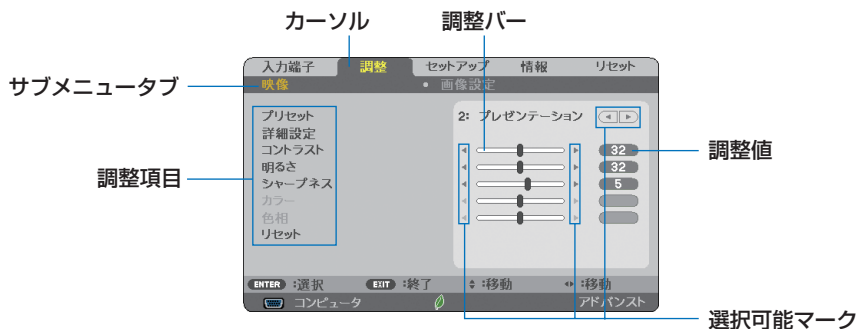 カーソル 調整バー
入力端子 調整 セットアップ 情報 リセット
サブメニュータブ
映像 ● 画像設定
プリセット 2: プレゼンテーション
詳細設定
コントラスト 32
調整値
明るさ 32
調整項目
シャープネス 5
カラー
色相
リセット
ENTER :選択 EXIT :終了 :移動 :移動
コンピュータ アドバンスト
選択可能マーク